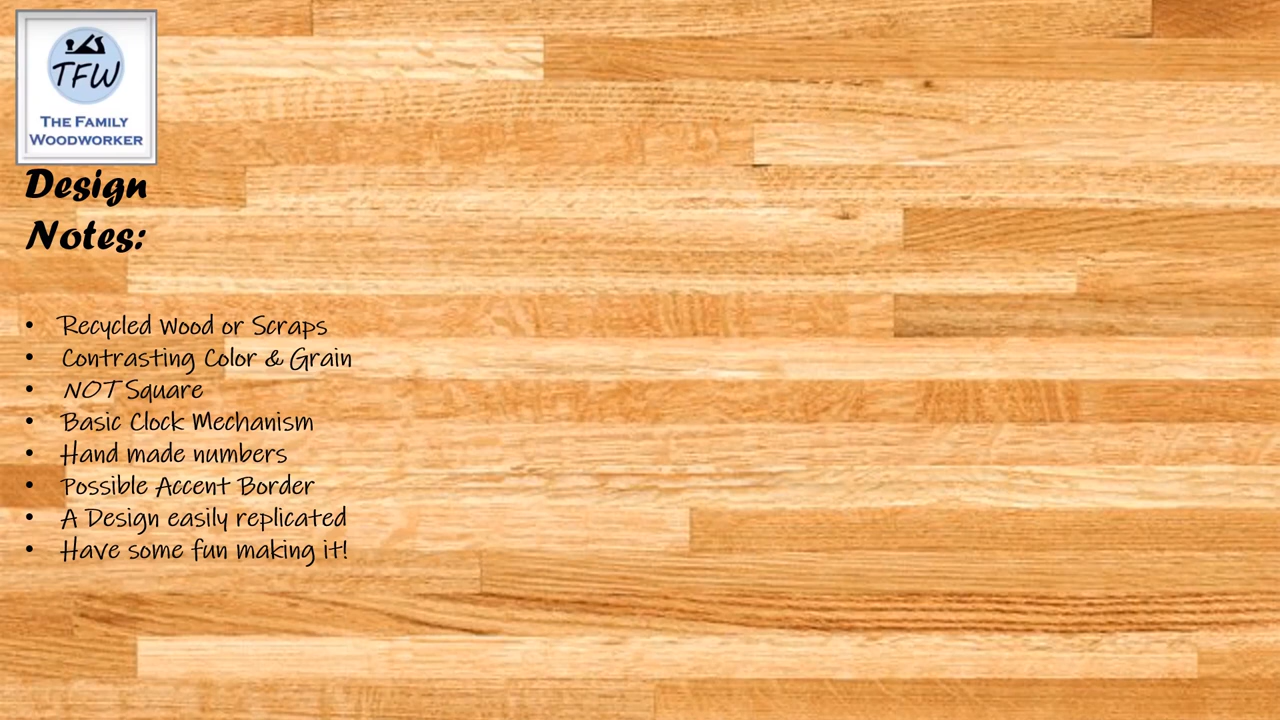 TFW
THE FAMILY
WOODWORKER
Design
Notes:
• Recycled Wood or Scraps
• Contrasting Color & Grain
• NOT Square
• Basic Clock Mechanism
• Hand made numbers
• Possible Accent Border
• A Design easily replicated
• Have some fun making it!